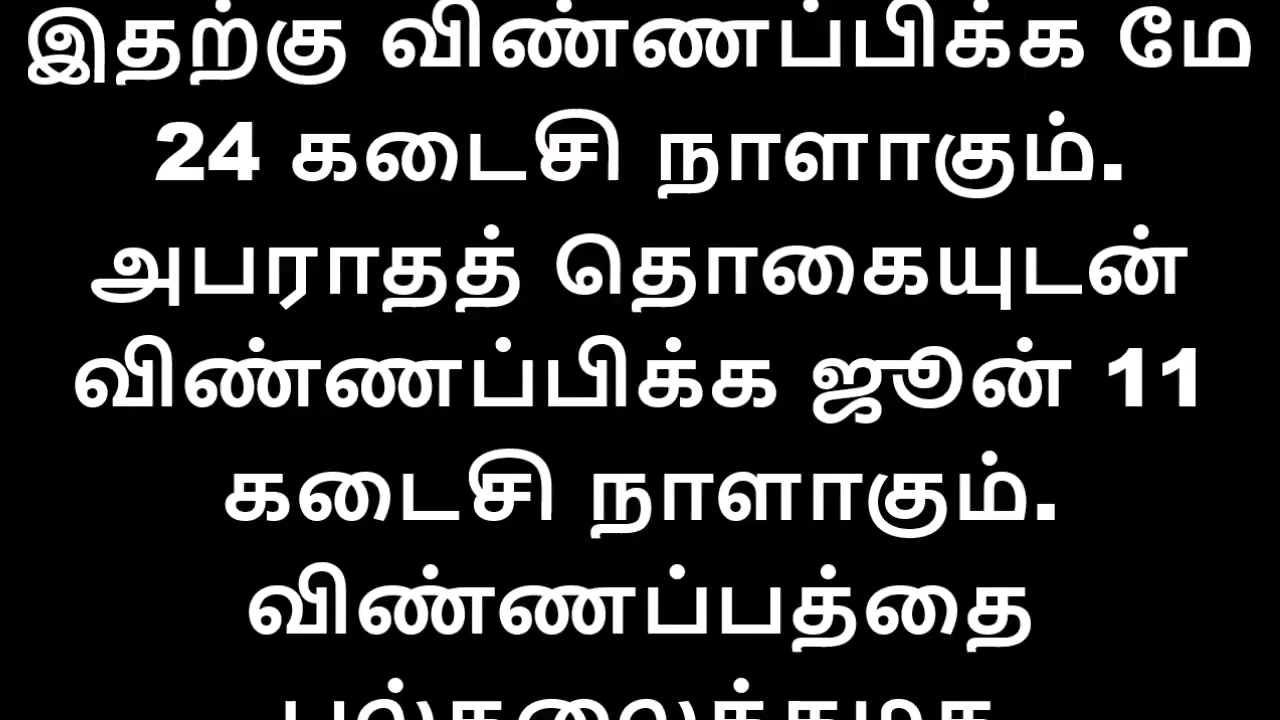 இதற்கு விண்ணப்பிக்க மே
24 கடைசி நாளாகும்.
அபராதத் தொகையுடன்
விண்ணப்பிக்க ஜூன் 11
கடைசி நாளாகும்.
விண்ணப்பத்தை